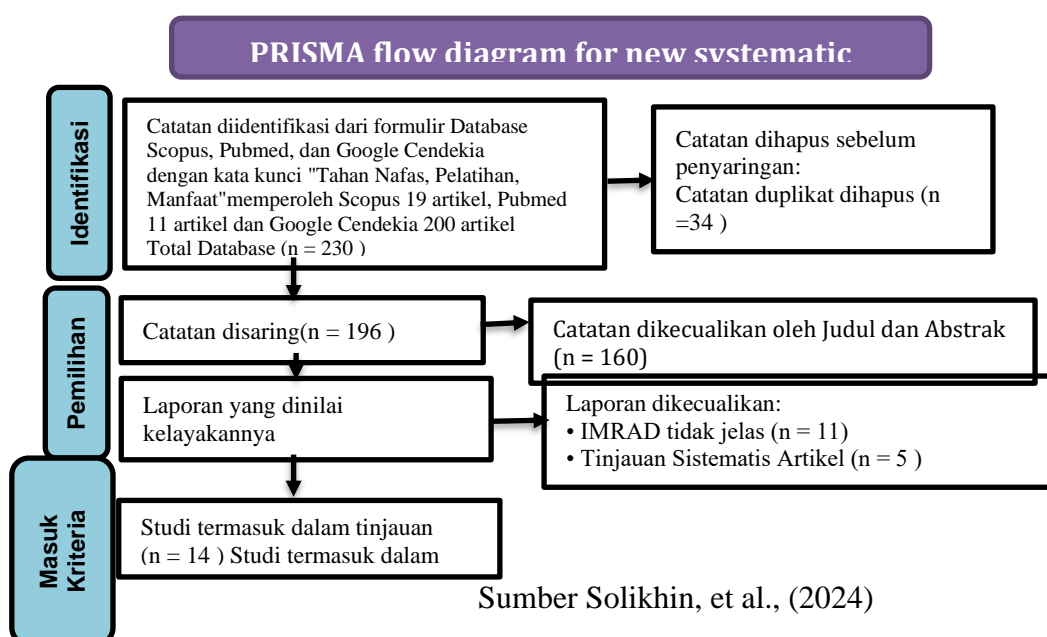 PRISMA flow diagram for new systematic
Identifikasi
Catatan diidentifikasi dari formulir Database
Scopus, Pubmed, dan Google Cendekia
dengan kata kunci "Tahan Nafas, Pelatihan,
Manfaat"memperoleh Scopus 19 artikel, Pubmed
11 artikel dan Google Cendekia 200 artikel
Total Database (n = 230 )
Catatan dihapus sebelum
penyaringan:
Catatan duplikat dihapus (n
=34 )
Pemilihan
Catatan disaring(n = 196 )
Catatan dikecualikan oleh Judul dan Abstrak
(n = 160)
Laporan yang dinilai
kelayakannya
Laporan dikecualikan:
• IMRAD tidak jelas (n = 11)
• Tinjauan Sistematis Artikel (n = 5 )
Masuk
Kriteria
Studi termasuk dalam tinjauan
(n = 14 ) Studi termasuk dalam
Sumber Solikhin, et al., (2024)